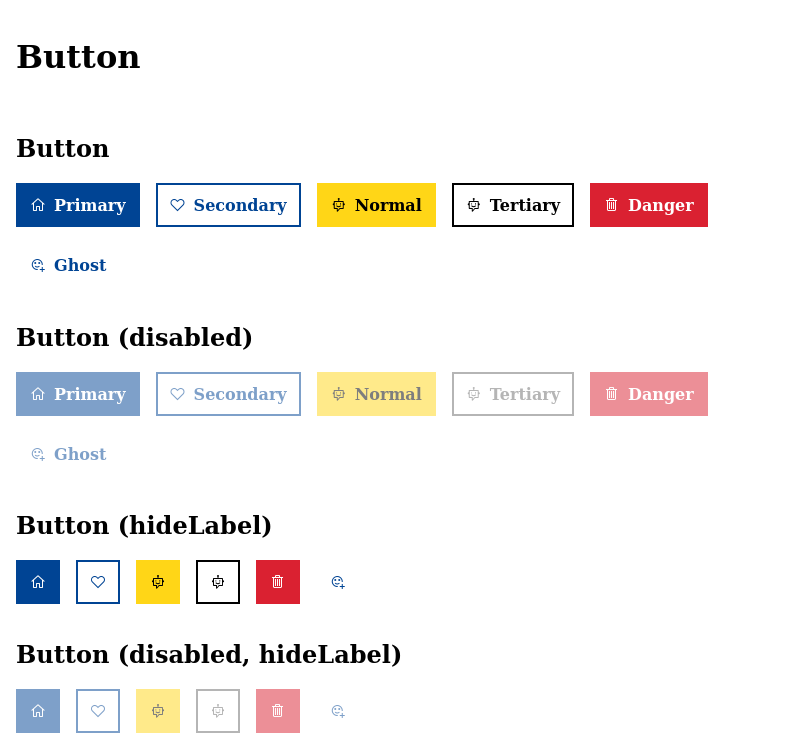 Button
Button
Primary Secondary Normal Tertiary Danger
Ghost
Button (disabled)
Primary Secondary Normal Tertiary Danger
Ghost
Button (hideLabel)
Button (disabled, hideLabel)